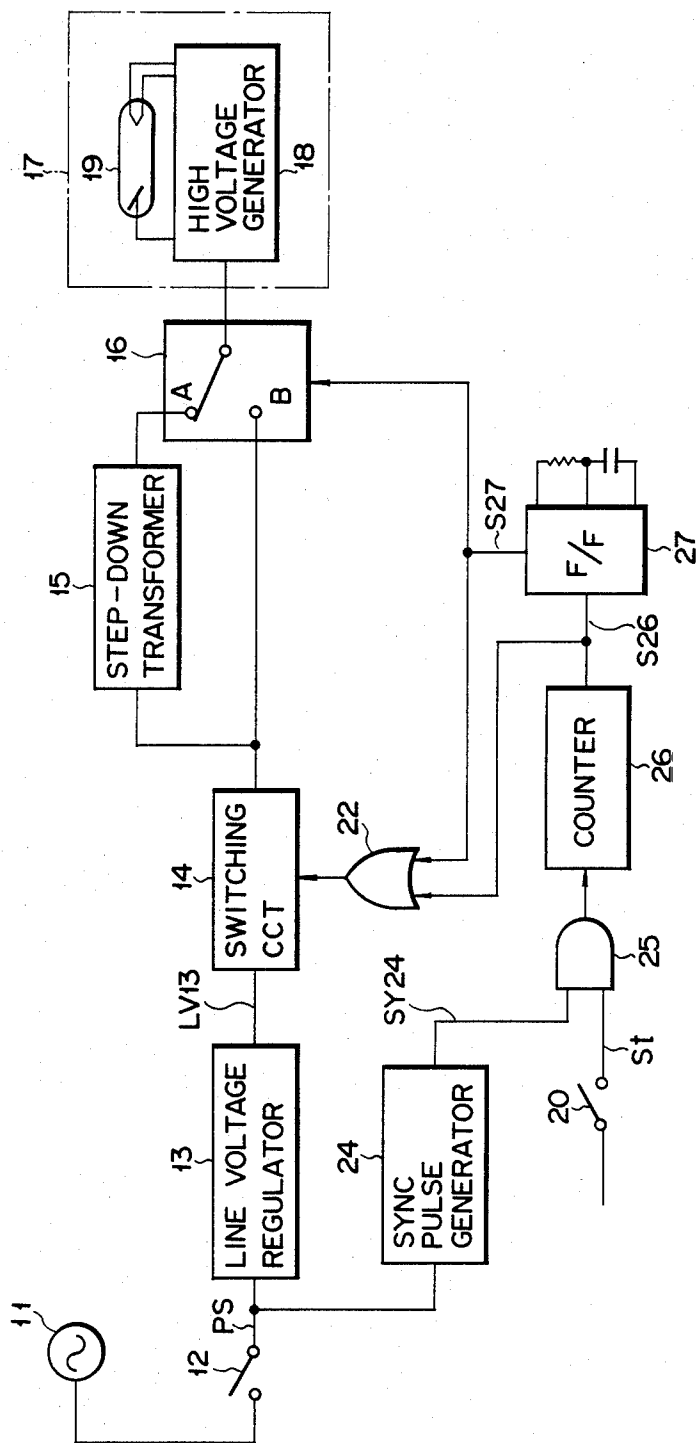 11
12
PS
13
LINE VOLTAGE
REGULATOR
LV13
14
SWITCHING
CCT
15
STEP-DOWN
TRANSFORMER
16
A
B
17
19
HIGH
VOLTAGE
GENERATOR
18
22
24
SYNC
PULSE
GENERATOR
SY24
20
St
25
COUNTER
26
S26
S27
F/F
27